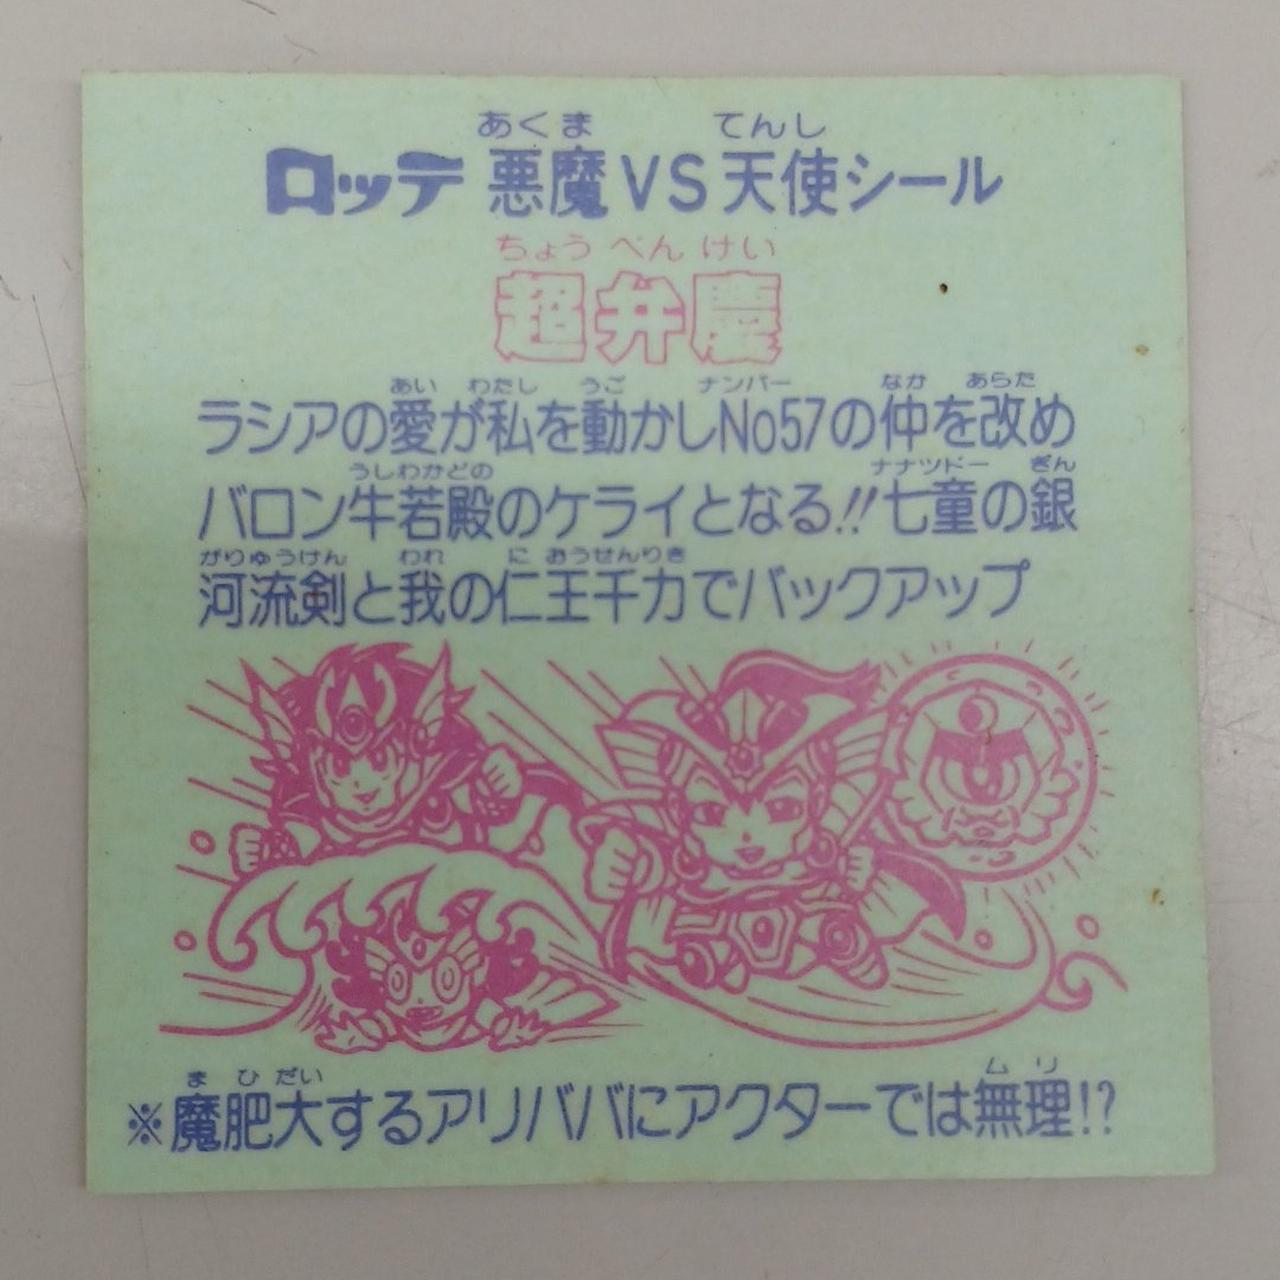 あくま てんし
ロッテ 悪魔VS天使シール
ちょう べん けい
超弁慶
あい わたし うご ナンバー なか あらた
ラシアの愛が私を動かしNo57の仲を改め
うしわかどの ナナツドー ぎん
バロン牛若殿のケライとなる!!七童の銀
がりゅうけん われ に おうせんりき
河流剣と我の仁王千力でバックアップ
ま ひ だい ムリ
※魔肥大するアリババにアクターでは無理!?